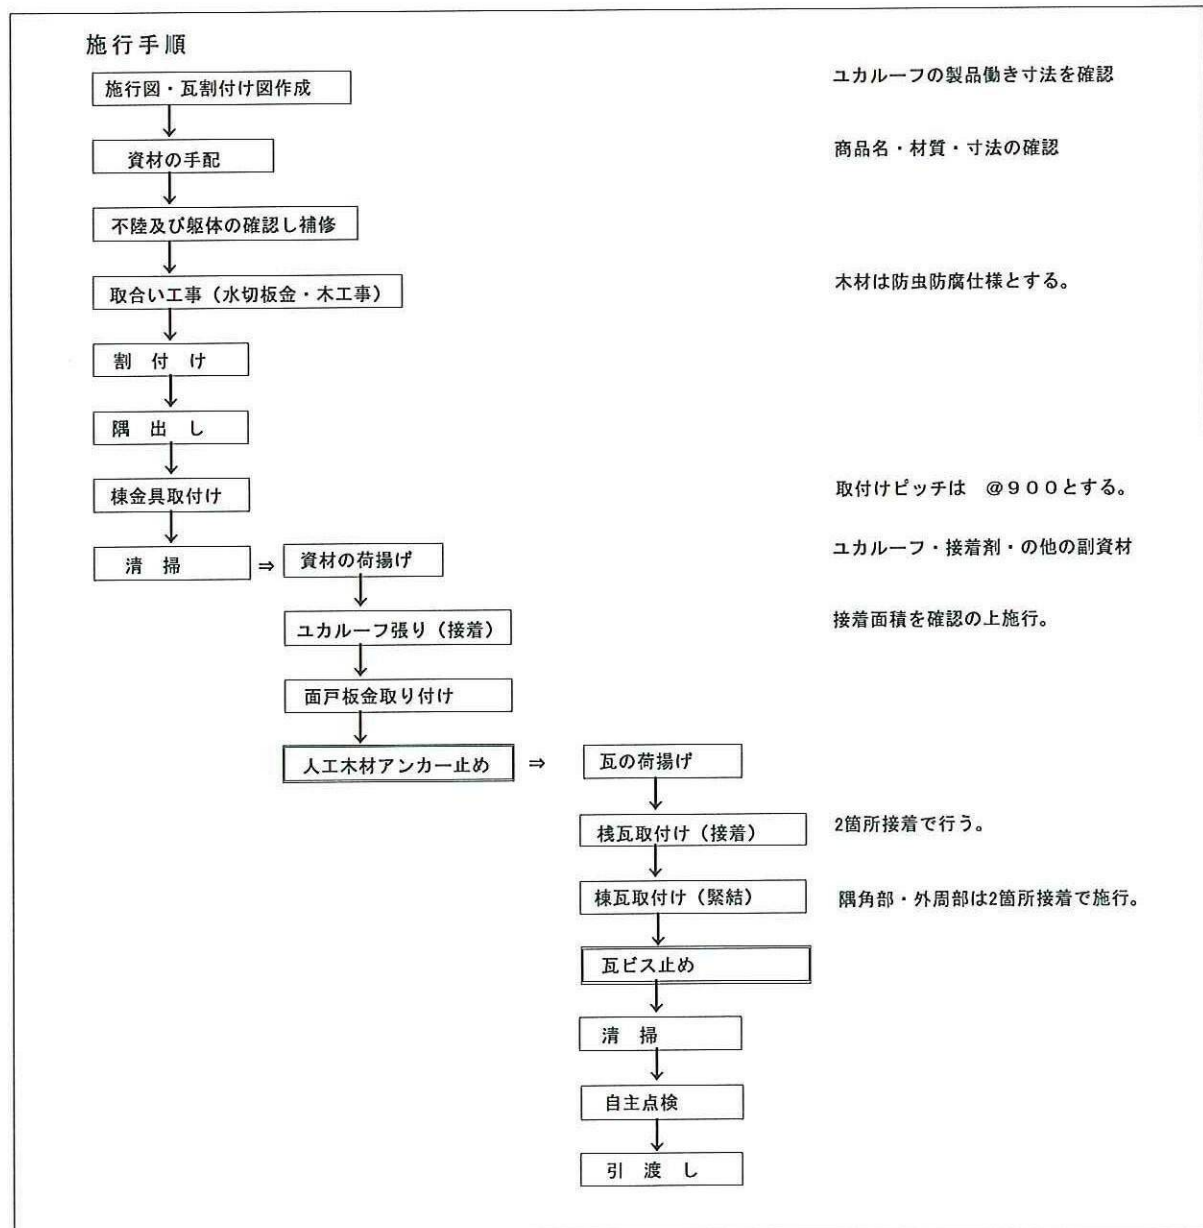 施行手順
施行図・瓦割付け図作成
ユカルーフの製品働き寸法を確認
資材の手配
商品名・材質・寸法の確認
不陸及び躯体の確認し補修
取合い工事（水切板金・木工事）
木材は防虫防腐仕様とする。
割　付　け
隅　出　し
棟金具取付け
取付けピッチは　@９００とする。
清　掃　⇒　資材の荷揚げ
ユカルーフ・接着剤・の他の副資材
ユカルーフ張り（接着）
接着面積を確認の上施行。
面戸板金取り付け
人工木材アンカー止め　⇒　瓦の荷揚げ
桟瓦取付け（接着）
2箇所接着で行う。
棟瓦取付け（緊結）
隅角部・外周部は2箇所接着で施行。
瓦ビス止め
清　掃
自主点検
引　渡　し